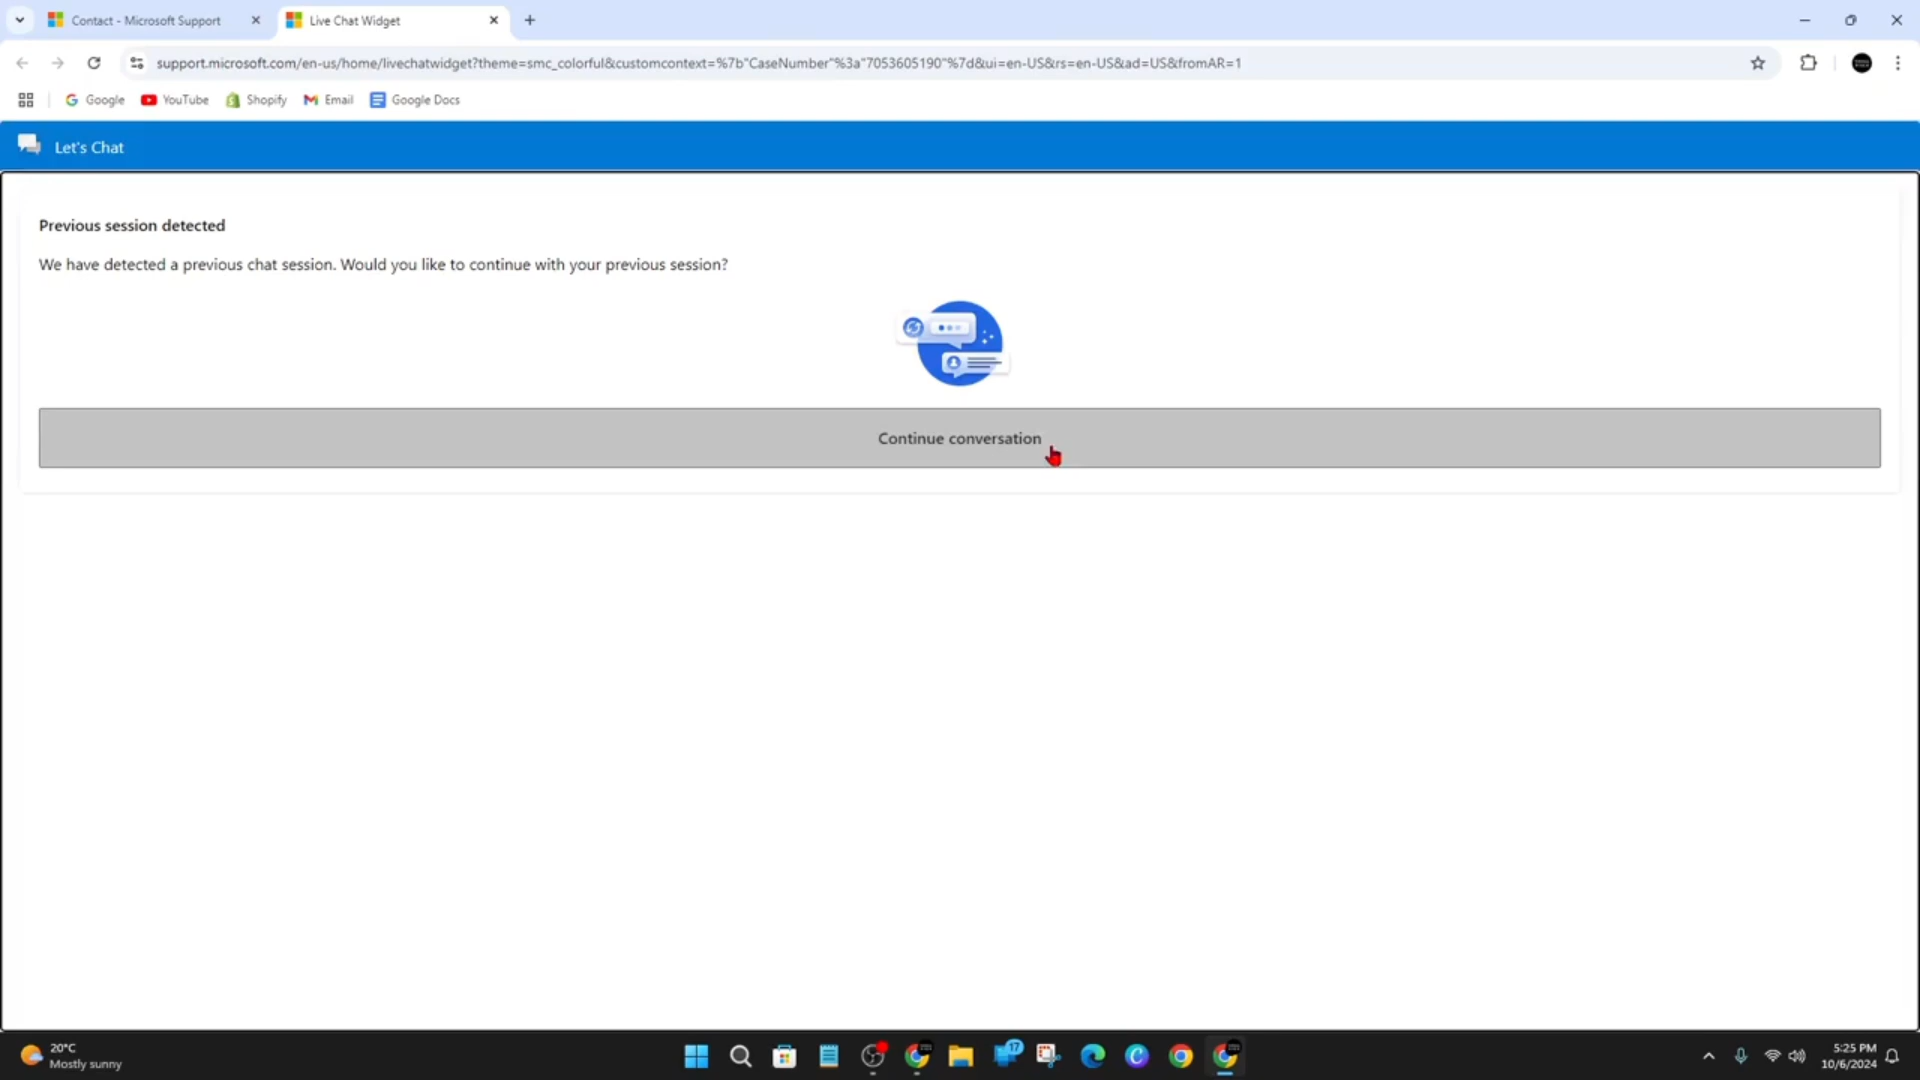 Contact - Microsoft Support
Live Chat Widget
support.microsoft.com/en-us/home/livechatwidget?theme=smc_colorful&customcontext=%7b"CaseNumber"%3a"7053605190"%7d&ui=en-US&rs=en-US&ad=US&fromAR=1
Google
YouTube
Shopify
Email
Google Docs
Let's Chat
Previous session detected
We have detected a previous chat session. Would you like to continue with your previous session?
Continue conversation
20°C
Mostly sunny
17
5:25 PM
10/6/2024